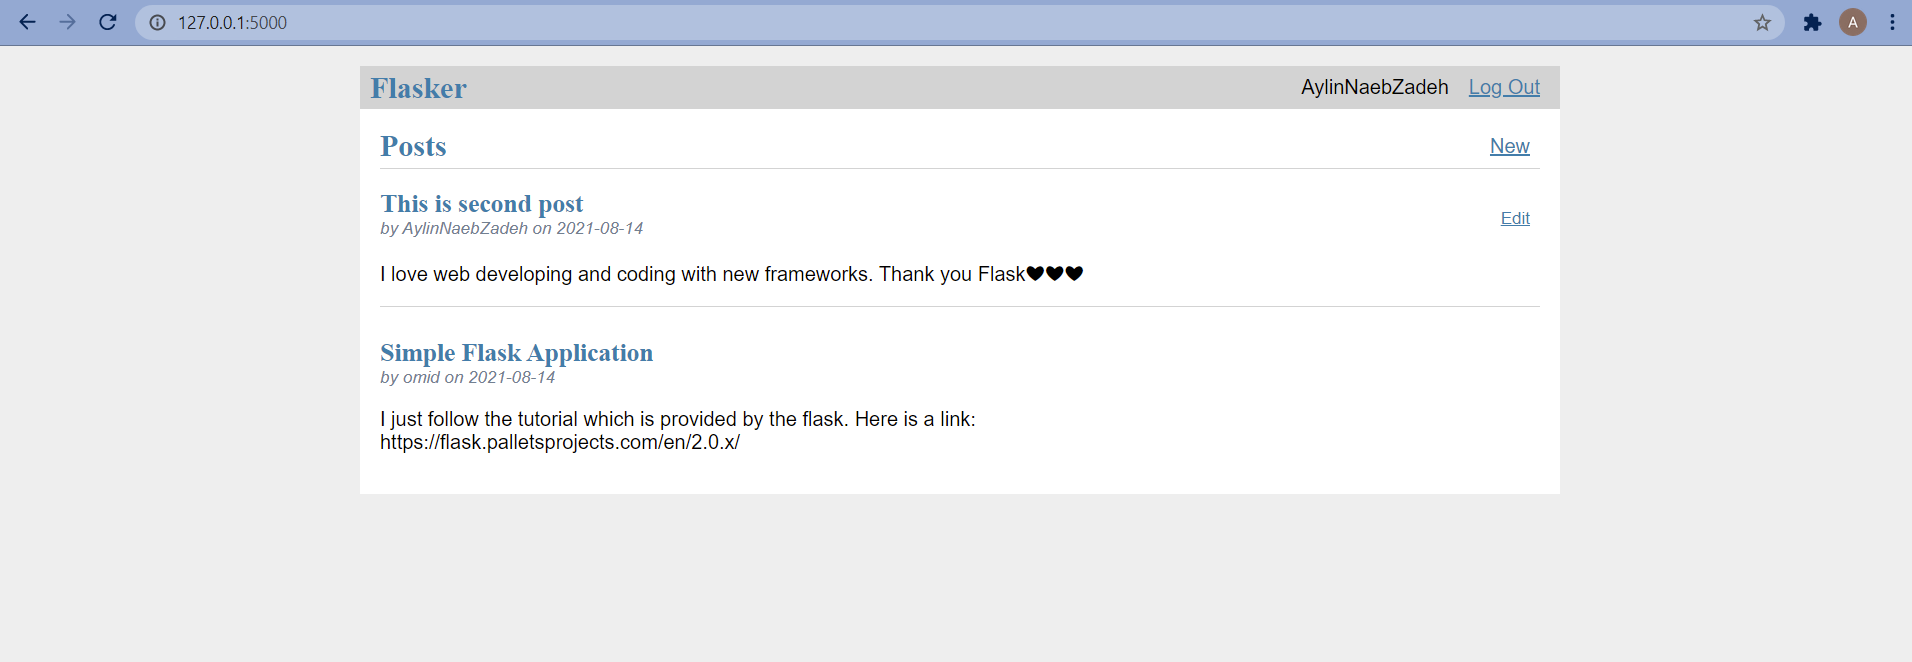 127.0.0.1:5000
A
Flasker
AylinNaebZadeh Log Out
Posts
New
This is second post
by AylinNaebZadeh on 2021-08-14
Edit
I love web developing and coding with new frameworks. Thank you Flask🖤🖤🖤
Simple Flask Application
by omid on 2021-08-14
I just follow the tutorial which is provided by the flask. Here is a link:
https://flask.palletsprojects.com/en/2.0.x/